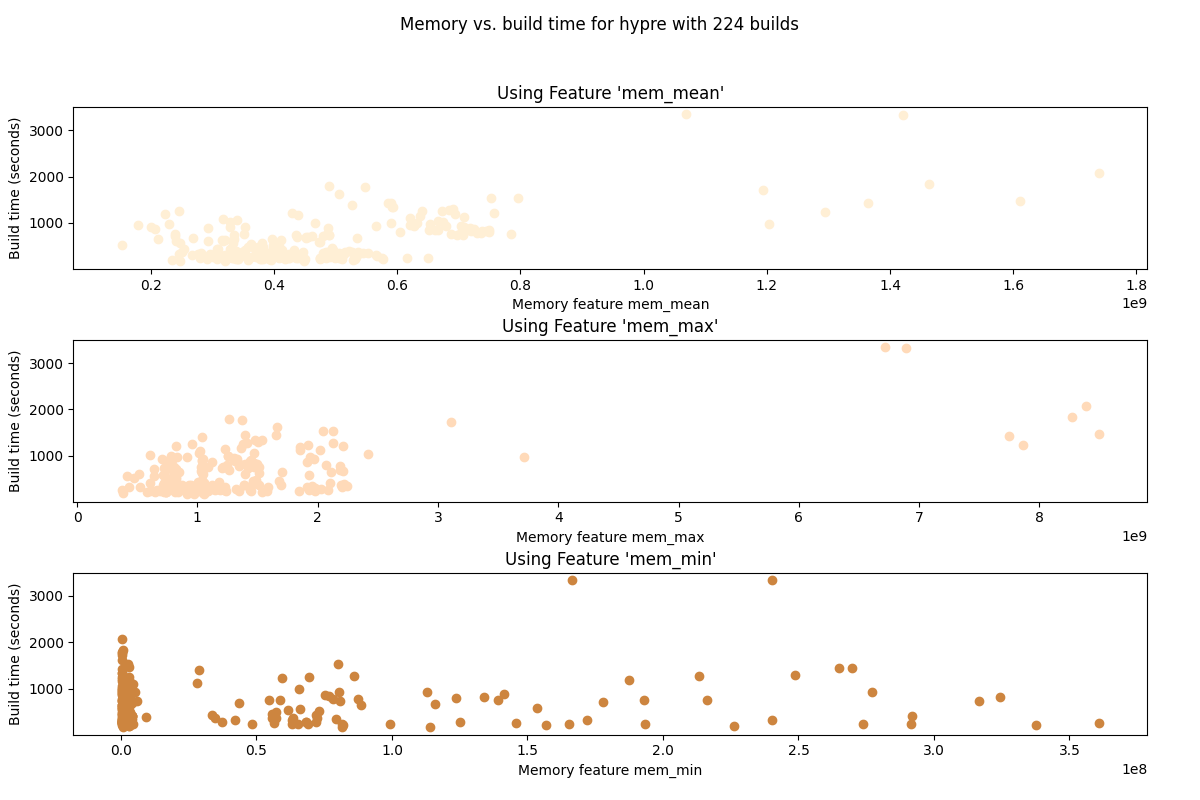 Memory vs. build time for hypre with 224 builds
Using Feature 'mem_mean'
Build time (seconds)
3000
2000
1000
0.2 0.4 0.6 0.8 1.0 1.2 1.4 1.6 1.8
1e9
Memory feature mem_mean
Using Feature 'mem_max'
Build time (seconds)
3000
2000
1000
0 1 2 3 4 5 6 7 8
1e9
Memory feature mem_max
Using Feature 'mem_min'
Build time (seconds)
3000
2000
1000
0.0 0.5 1.0 1.5 2.0 2.5 3.0 3.5
1e8
Memory feature mem_min